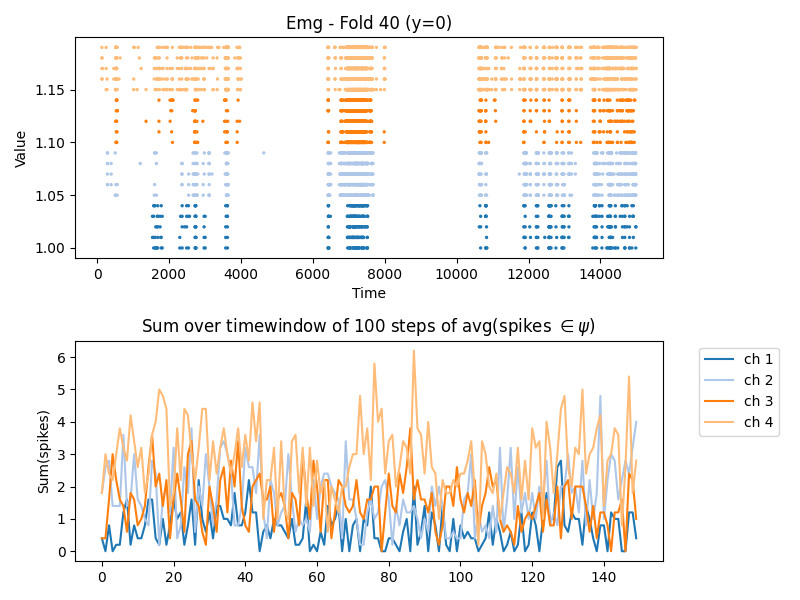 Emg - Fold 40 (y=0)
Value
1.15
1.10
1.05
1.00
0 2000 4000 6000 8000 10000 12000 14000
Time
Sum over timewindow of 100 steps of avg(spikes ∈ ψ)
Sum(spikes)
6
5
4
3
2
1
0
0 20 40 60 80 100 120 140
ch 1
ch 2
ch 3
ch 4